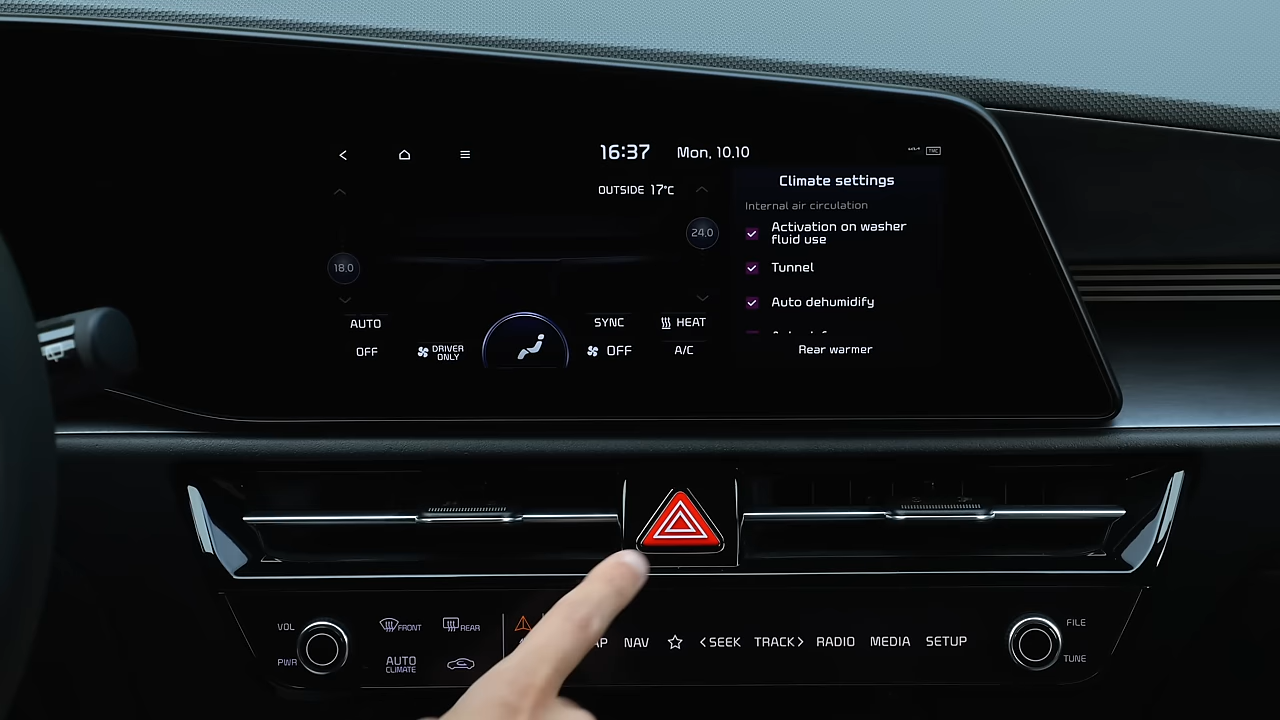 16:37 Mon, 10.10
OUTSIDE 17°C
Climate settings
Internal air circulation
Activation on washer
fluid use
Tunnel
Auto dehumidify
Rear warmer
24.0
18.0
AUTO
SYNC
HEAT
OFF
DRIVER
ONLY
OFF
A/C
VOL
FRONT
REAR
PWR
AUTO
CLIMATE
NAV
SEEK
TRACK
RADIO
MEDIA
SETUP
FILE
TUNE